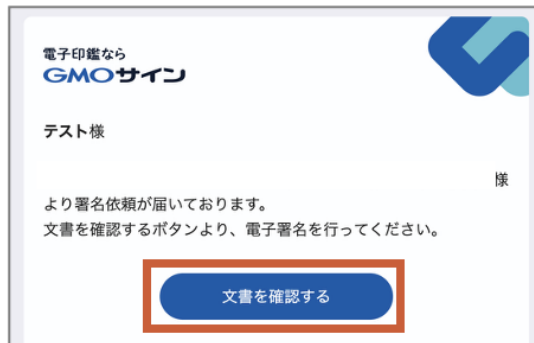 電子印鑑なら
GMOサイン
テスト様
様
より署名依頼が届いております。
文書を確認するボタンより、電子署名を行ってください。
文書を確認する